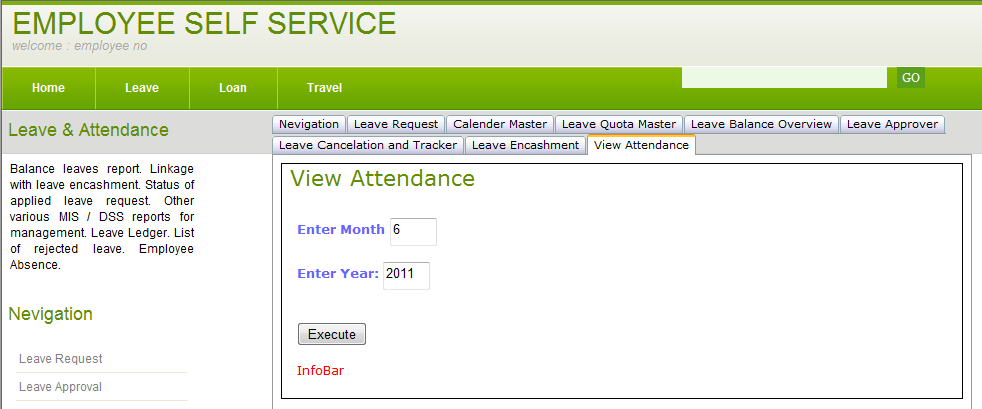 EMPLOYEE SELF SERVICE
welcome : employee no
Home Leave Loan Travel GO
Leave & Attendance
Balance leaves report. Linkage
with leave encashment. Status of
applied leave request. Other
various MIS / DSS reports for
management. Leave Ledger. List
of rejected leave. Employee
Absence.
Nevigation
Leave Request
Leave Approval
Nevigation Leave Request Calender Master Leave Quota Master Leave Balance Overview Leave Approver
Leave Cancelation and Tracker Leave Encashment View Attendance
View Attendance
Enter Month 6
Enter Year: 2011
Execute
InfoBar